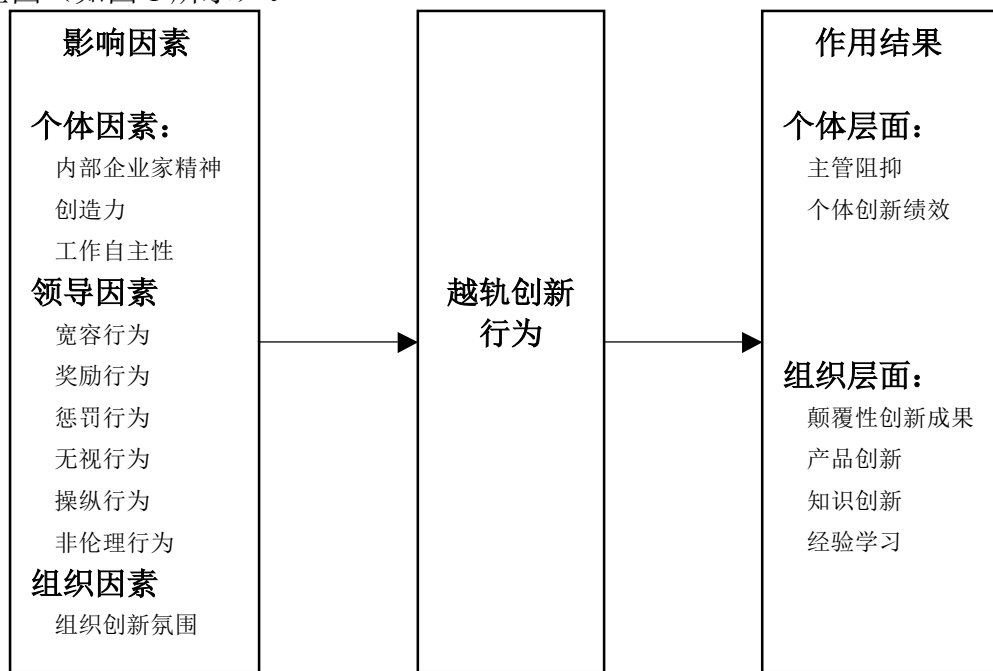 影响因素
个体因素：
内部企业家精神
创造力
工作自主性
领导因素
宽容行为
奖励行为
惩罚行为
无视行为
操纵行为
非伦理行为
组织因素
组织创新氛围
越轨创新
行为
作用结果
个体层面：
主管阻抑
个体创新绩效
组织层面：
颠覆性创新成果
产品创新
知识创新
经验学习